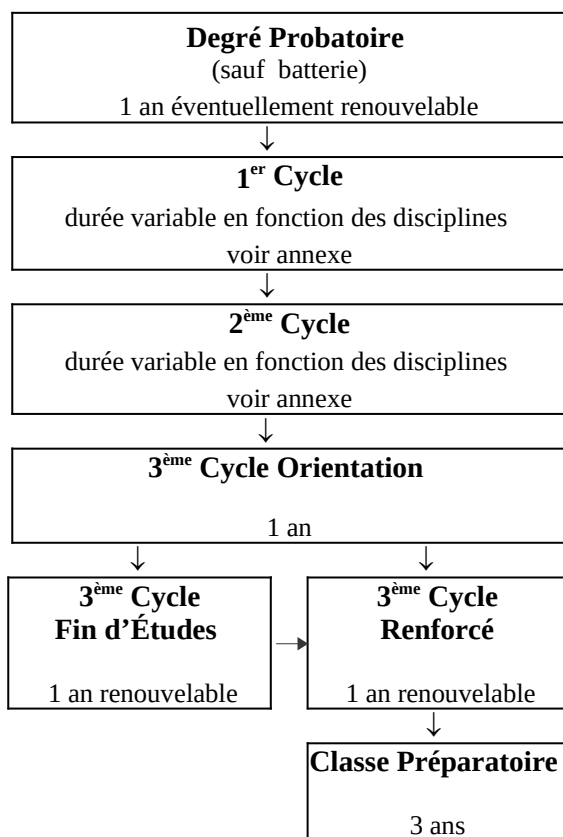 Degré Probatoire
(sauf batterie)
1 an éventuellement renouvelable
1er Cycle
durée variable en fonction des disciplines
voir annexe
2ème Cycle
durée variable en fonction des disciplines
voir annexe
3ème Cycle Orientation
1 an
3ème Cycle
Fin d’Études
1 an renouvelable
3ème Cycle
Renforcé
1 an renouvelable
Classe Préparatoire
3 ans